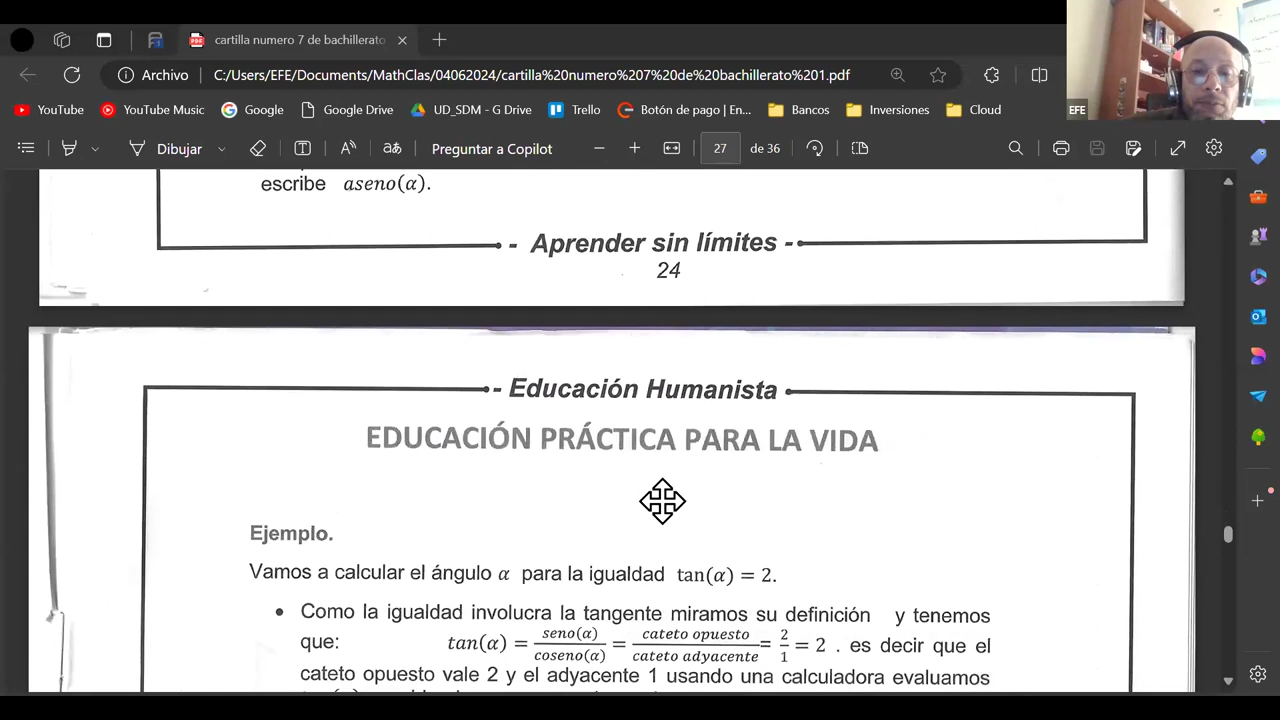 cartilla numero 7 de bachillerato
Archivo
C:/Users/EFE/Documents/MathClas/04062024/cartilla%20numero%207%20de%20bachillerato%201.pdf
YouTube
YouTube Music
Google
Google Drive
UD_SDM - G Drive
Trello
Botón de pago | En...
Bancos
Inversiones
Cloud
EFE
Dibujar
aあ
Preguntar a Copilot
27
de 36
escribe aseno(α).
- Aprender sin límites -
24
- Educación Humanista
EDUCACIÓN PRÁCTICA PARA LA VIDA
Ejemplo.
Vamos a calcular el ángulo α para la igualdad tan(α) = 2.
• Como la igualdad involucra la tangente miramos su definición y tenemos
que: tan(α) = seno(α)/coseno(α) = cateto opuesto/cateto adyacente = 2/1 = 2 . es decir que el
cateto opuesto vale 2 y el adyacente 1 usando una calculadora evaluamos